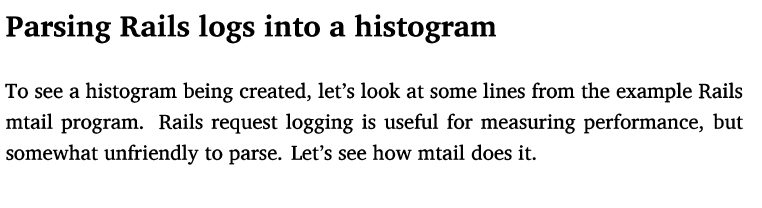 Parsing Rails logs into a histogram
To see a histogram being created, let’s look at some lines from the example Rails
mtail program. Rails request logging is useful for measuring performance, but
somewhat unfriendly to parse. Let’s see how mtail does it.